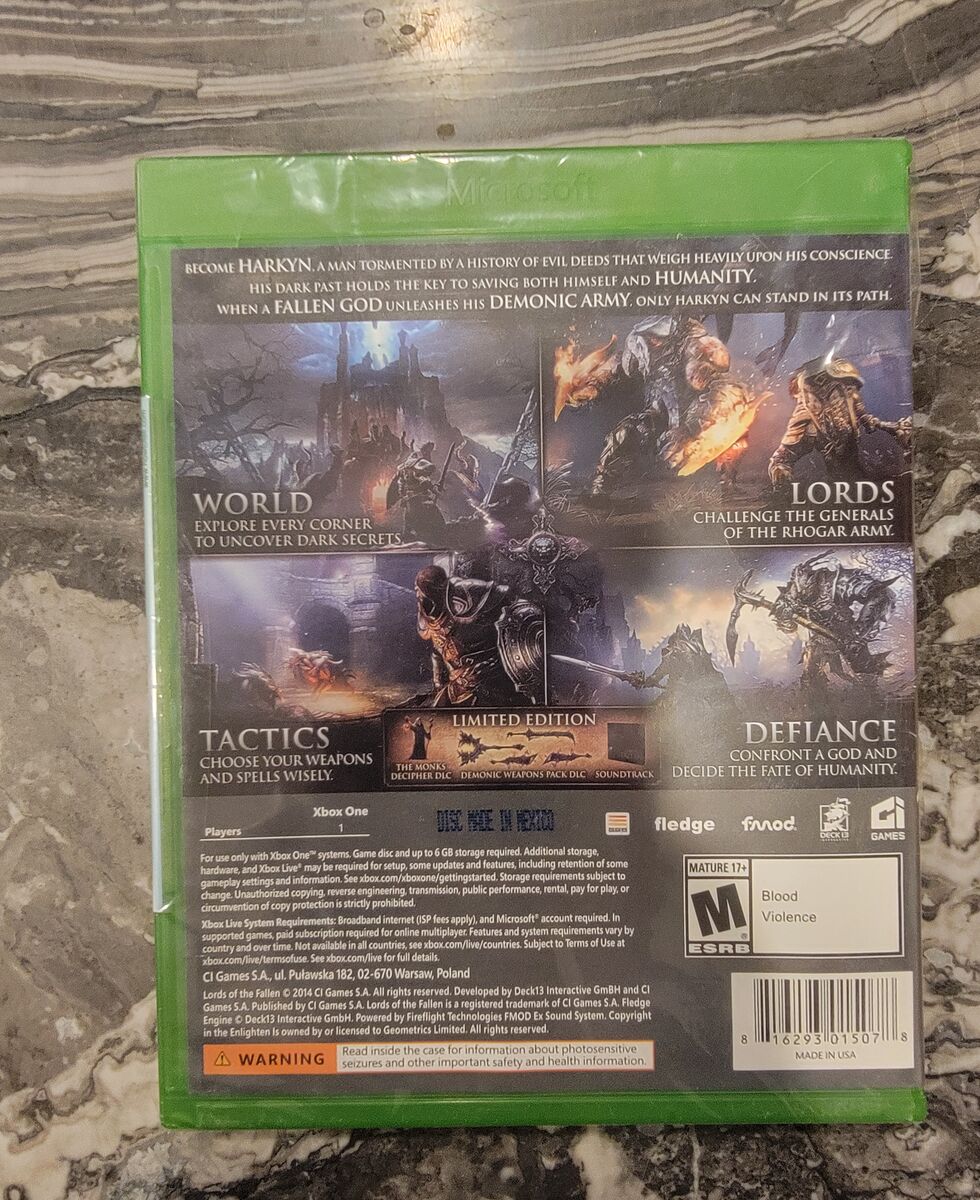 Microsoft
BECOME HARKYN, A MAN TORMENTED BY A HISTORY OF EVIL DEEDS THAT WEIGH HEAVILY UPON HIS CONSCIENCE.
HIS DARK PAST HOLDS THE KEY TO SAVING BOTH HIMSELF AND HUMANITY.
WHEN A FALLEN GOD UNLEASHES HIS DEMONIC ARMY, ONLY HARKYN CAN STAND IN ITS PATH.
WORLD
EXPLORE EVERY CORNER
TO UNCOVER DARK SECRETS.
LORDS
CHALLENGE THE GENERALS
OF THE RHOGAR ARMY.
TACTICS
CHOOSE YOUR WEAPONS
AND SPELLS WISELY.
LIMITED EDITION
THE MONKS
DECIPHER DLC
DEMONIC WEAPONS PACK DLC
SOUNDTRACK
DEFIANCE
CONFRONT A GOD AND
DECIDE THE FATE OF HUMANITY.
Xbox One
Players 1
DISC MADE IN MEXICO
fledge
fmod
DECK 13
CI
GAMES
For use only with Xbox One™ systems. Game disc and up to 6 GB storage required. Additional storage,
hardware, and Xbox Live® may be required for setup, some updates and features, including retention of some
gameplay settings and information. See xbox.com/xboxone/gettingstarted. Storage requirements subject to
change. Unauthorized copying, reverse engineering, transmission, public performance, rental, pay for play, or
circumvention of copy protection is strictly prohibited.
Xbox Live System Requirements: Broadband internet (ISP fees apply), and Microsoft® account required. In
supported games, paid subscription required for online multiplayer. Features and system requirements vary by
country and over time. Not available in all countries, see xbox.com/live/countries. Subject to Terms of Use at
xbox.com/live/termsofuse. See xbox.com/live for full details.
CI Games S.A., ul. Puławska 182, 02-670 Warsaw, Poland
Lords of the Fallen © 2014 CI Games S.A. All rights reserved. Developed by Deck13 Interactive GmBH and CI
Games S.A. Published by CI Games S.A. Lords of the Fallen is a registered trademark of CI Games S.A. Fledge
Engine © Deck13 Interactive GmbH. Powered by Fireflight Technologies FMOD Ex Sound System. Copyright
in the Enlighten Is owned by or licensed to Geometrics Limited. All rights reserved.
MATURE 17+
M
®
ESRB
Blood
Violence
WARNING
Read inside the case for information about photosensitive
seizures and other important safety and health information.
8 16293 01507 8
MADE IN USA